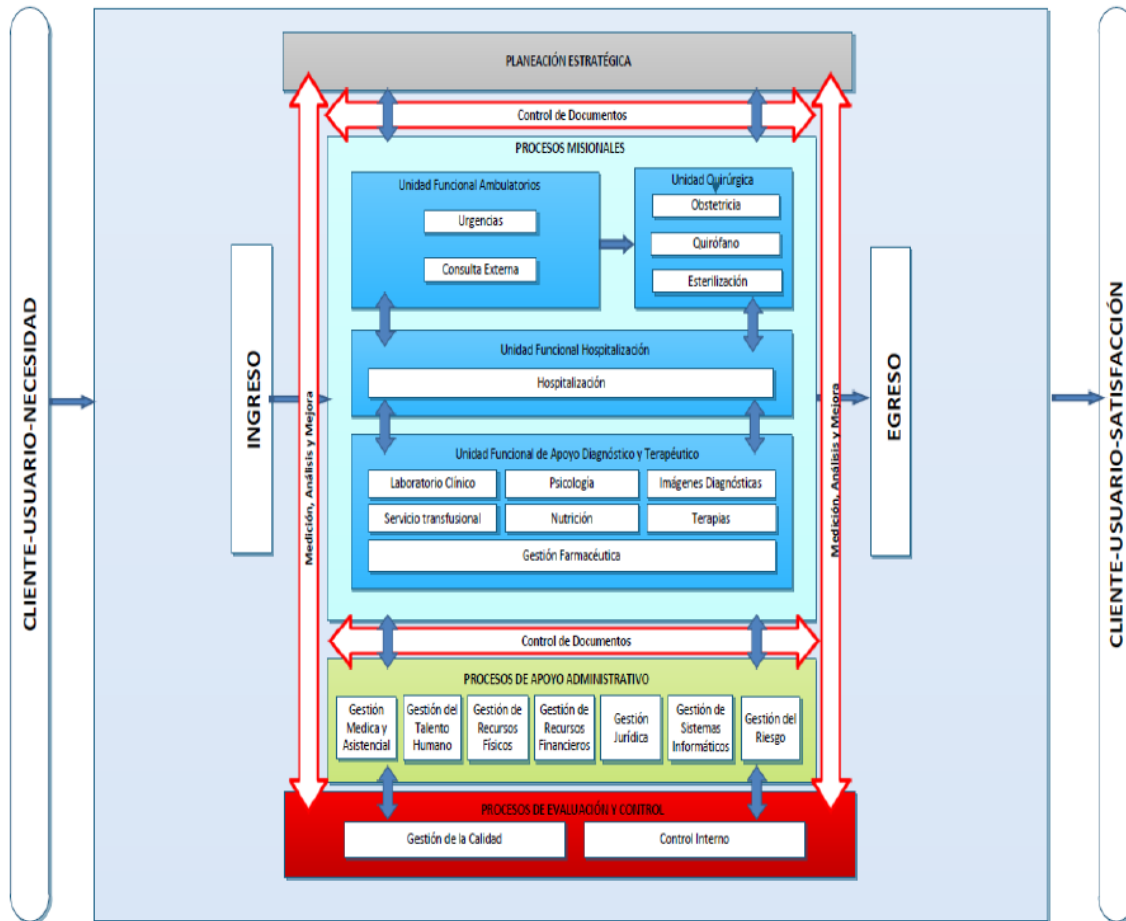 PLANEACIÓN ESTRATÉGICA
Control de Documentos
PROCESOS MISIONALES
Unidad Funcional Ambulatorios
Urgencias
Consulta Externa
Unidad Quirúrgica
Obstetricia
Quirófano
Esterilización
Unidad Funcional Hospitalización
Hospitalización
Unidad Funcional de Apoyo Diagnóstico y Terapéutico
Laboratorio Clínico
Psicología
Imágenes Diagnósticas
Servicio transfusional
Nutrición
Terapias
Gestión Farmacéutica
Control de Documentos
PROCESOS DE APOYO ADMINISTRATIVO
Gestión
Medica y
Asistencial
Gestión del
Talento
Humano
Gestión de
Recursos
Físicos
Gestión de
Recursos
Financieros
Gestión
Jurídica
Gestión de
Sistemas
Informáticos
Gestión del
Riesgo
PROCESOS DE EVALUACIÓN Y CONTROL
Gestión de la Calidad
Control Interno
CLIENTE-USUARIO-NECESIDAD
INGRESO
Medición, Análisis y Mejora
Medición, Análisis y Mejora
EGRESO
CLIENTE-USUARIO-SATISFACCIÓN